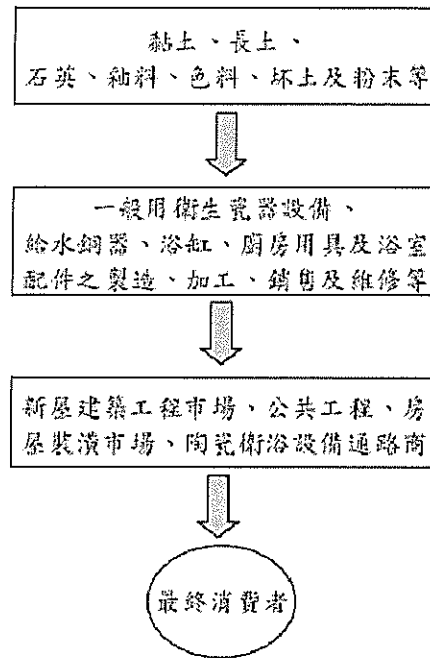 黏土、長土、
石英、釉料、色料、坏土及粉末等
一般用衛生瓷器設備、
給水銅器、浴缸、廚房用具及浴室
配件之製造、加工、銷售及維修等
新屋建築工程市場、公共工程、房
屋裝潢市場、陶瓷衛浴設備通路商
最終消費者